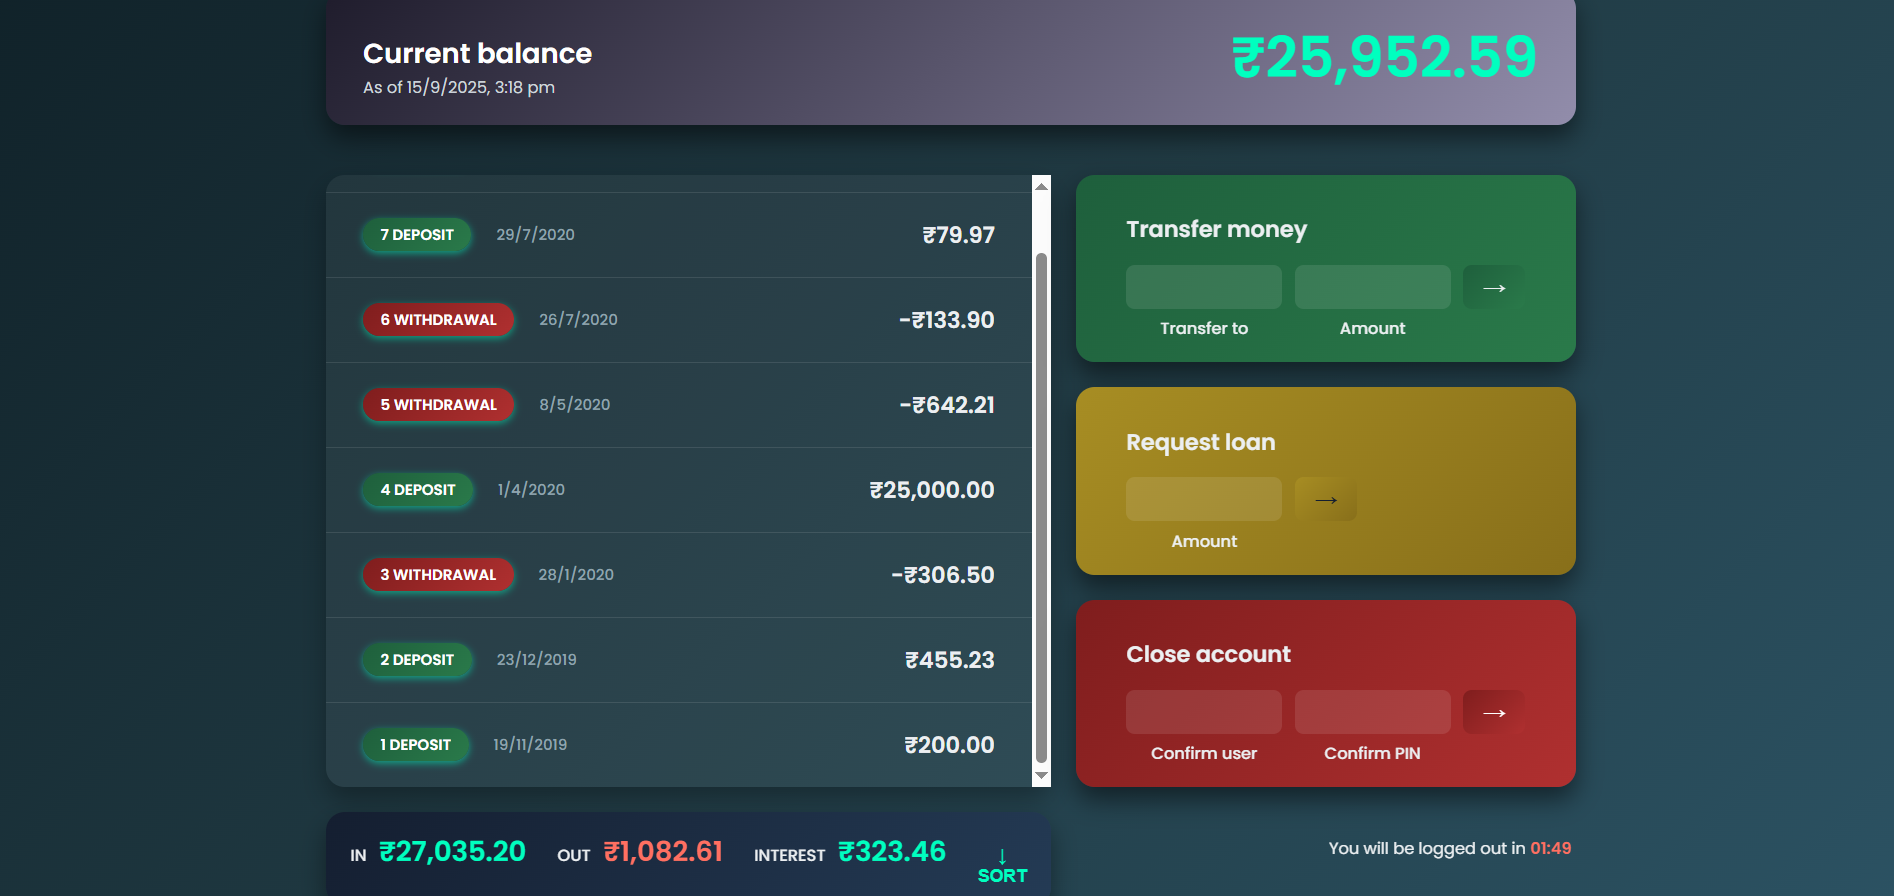 Current balance
As of 15/9/2025, 3:18 pm
₹25,952.59
7 DEPOSIT 29/7/2020 ₹79.97
6 WITHDRAWAL 26/7/2020 -₹133.90
5 WITHDRAWAL 8/5/2020 -₹642.21
4 DEPOSIT 1/4/2020 ₹25,000.00
3 WITHDRAWAL 28/1/2020 -₹306.50
2 DEPOSIT 23/12/2019 ₹455.23
1 DEPOSIT 19/11/2019 ₹200.00
Transfer money
→
Transfer to Amount
Request loan
→
Amount
Close account
→
Confirm user Confirm PIN
IN ₹27,035.20 OUT ₹1,082.61 INTEREST ₹323.46
↓ SORT
You will be logged out in 01:49